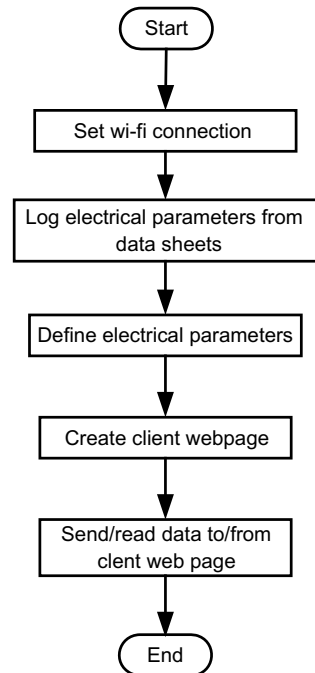 Start
Set wi-fi connection
Log electrical parameters from
data sheets
Define electrical parameters
Create client webpage
Send/read data to/from
clent web page
End